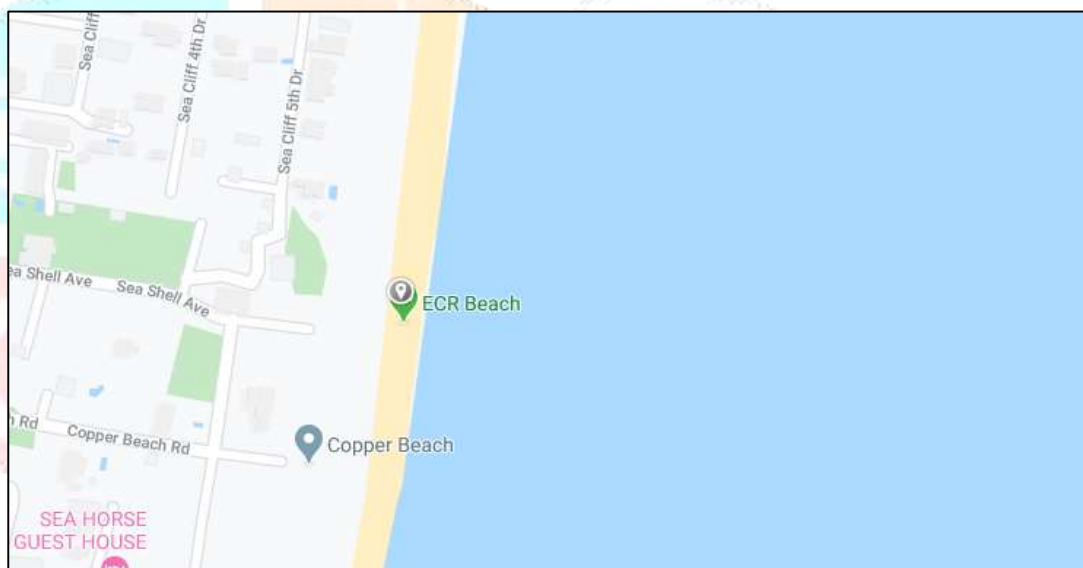 Sea Cliff
Sea Cliff 4th Dr
Sea Cliff 5th Dr
ea Shell Ave
Sea Shell Ave
ECR Beach
h Rd
Copper Beach Rd
Copper Beach
SEA HORSE
GUEST HOUSE